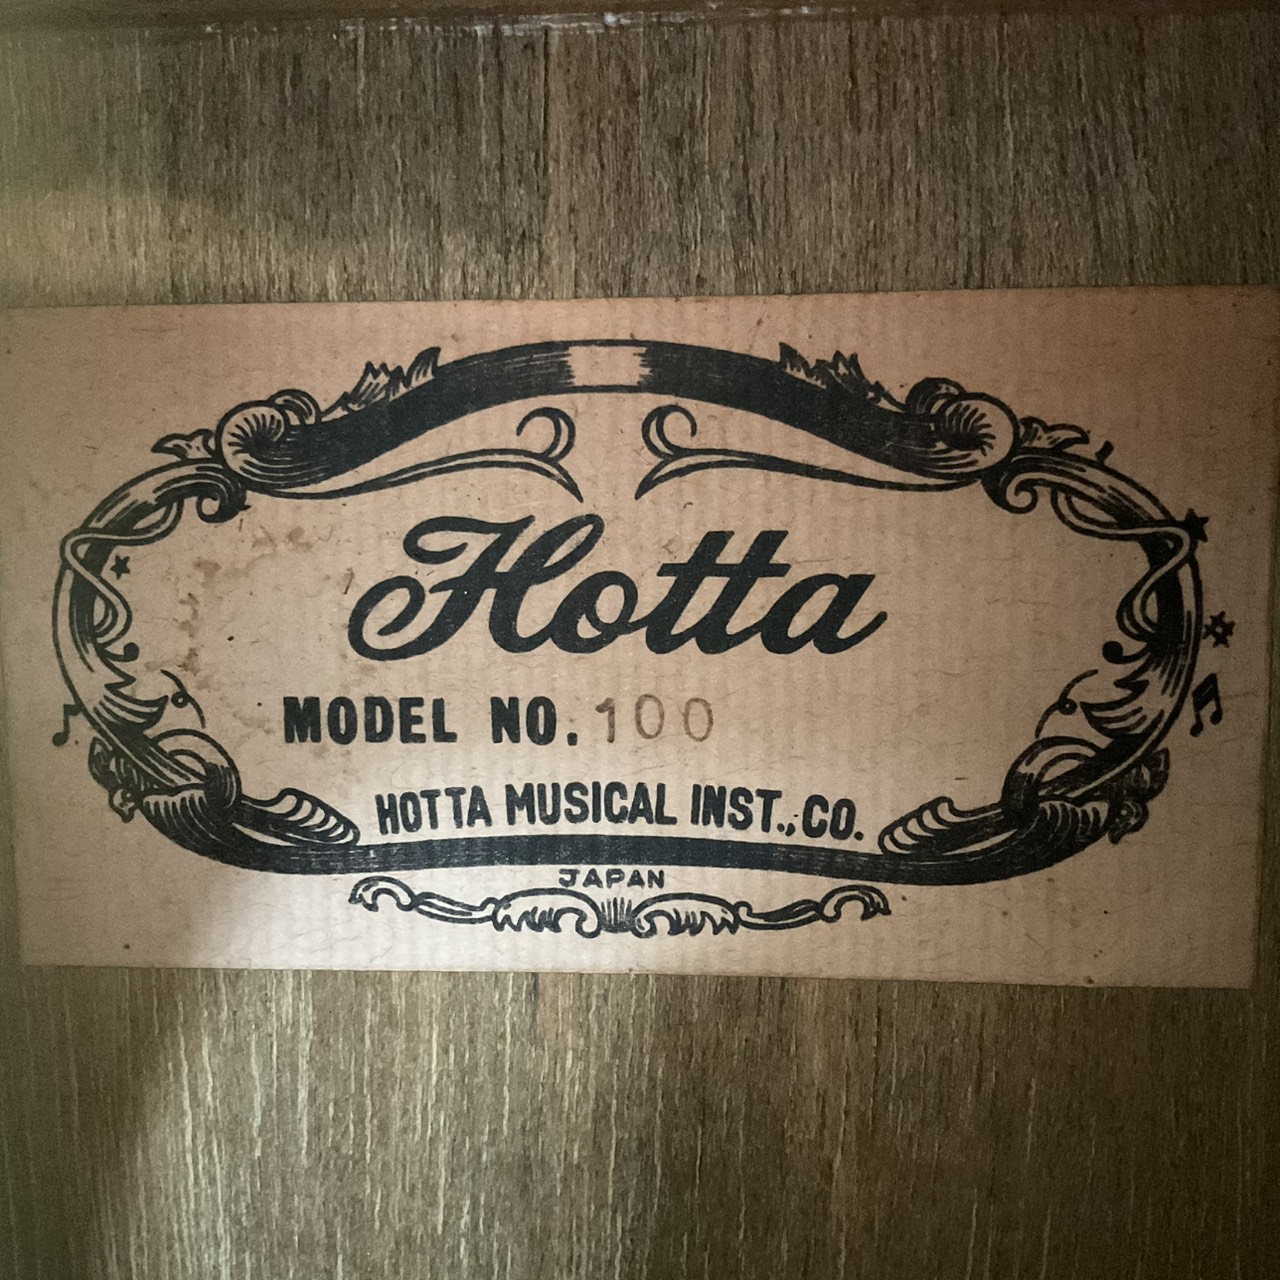 Hotta
MODEL NO. 100
HOTTA MUSICAL INST.,CO.
JAPAN